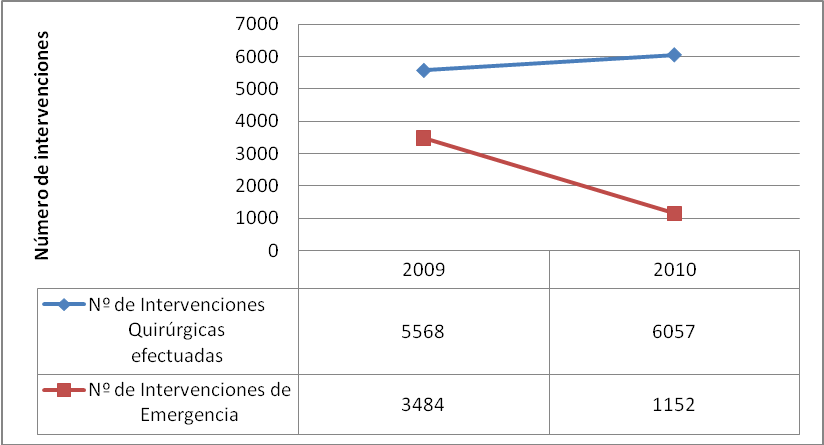 Número de intervenciones
7000
6000
5000
4000
3000
2000
1000
0
2009 2010
Nº de Intervenciones
Quirúrgicas
efectuadas
5568 6057
Nº de Intervenciones de
Emergencia
3484 1152